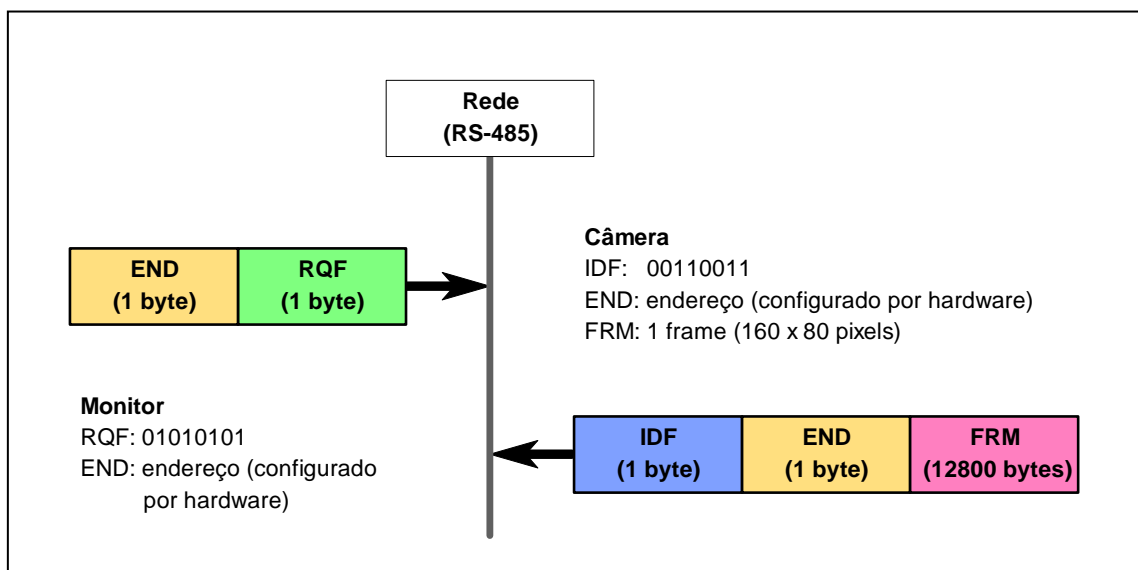 Rede
(RS-485)
END
(1 byte)
RQF
(1 byte)
Câmera
IDF: 00110011
END: endereço (configurado por hardware)
FRM: 1 frame (160 x 80 pixels)
Monitor
RQF: 01010101
END: endereço (configurado
por hardware)
IDF
(1 byte)
END
(1 byte)
FRM
(12800 bytes)